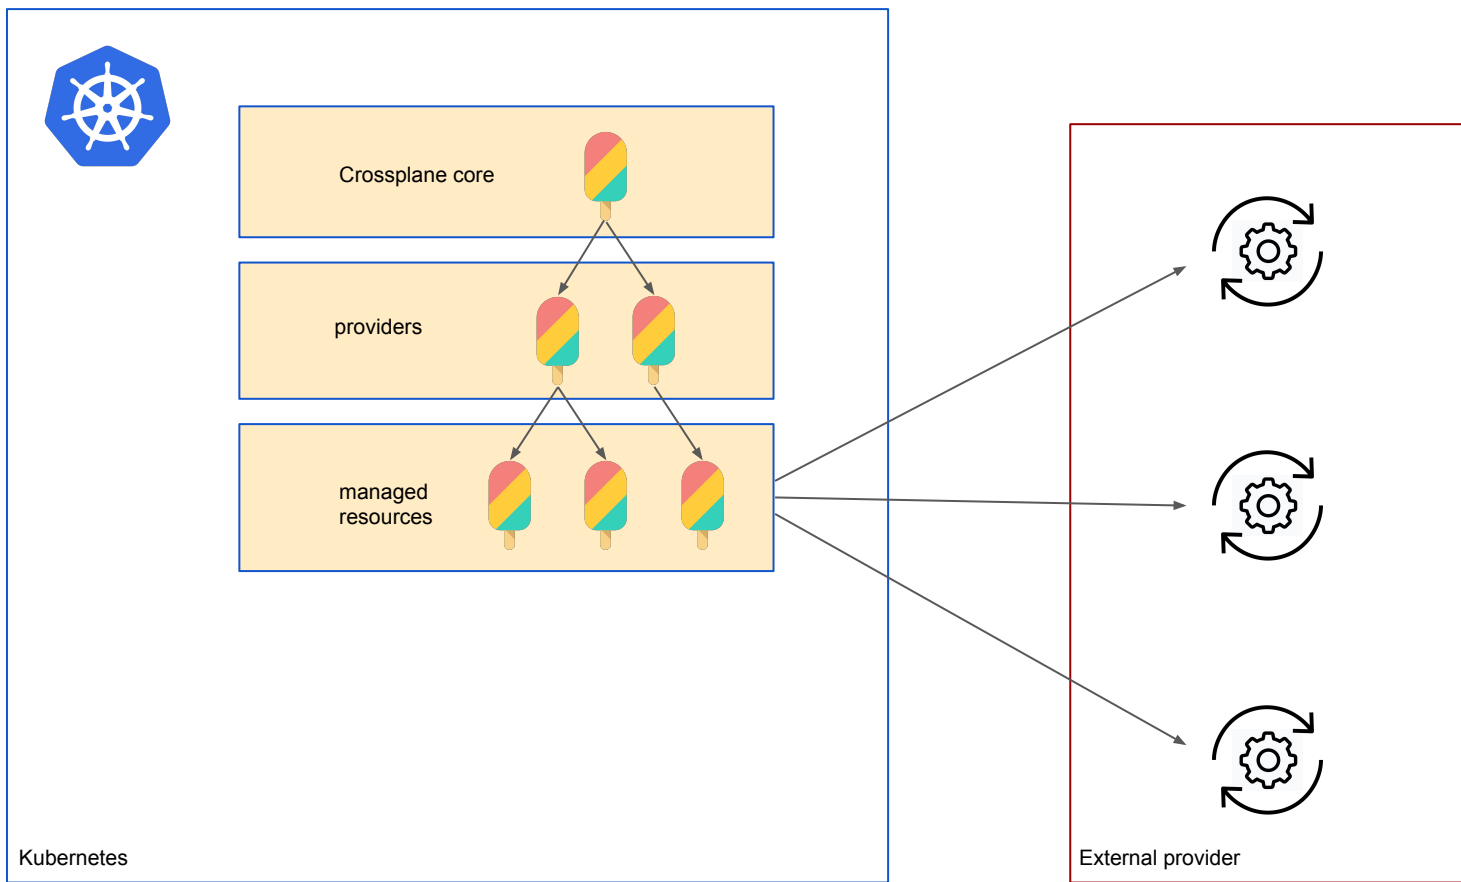 Crossplane core
providers
managed
resources
Kubernetes
External provider